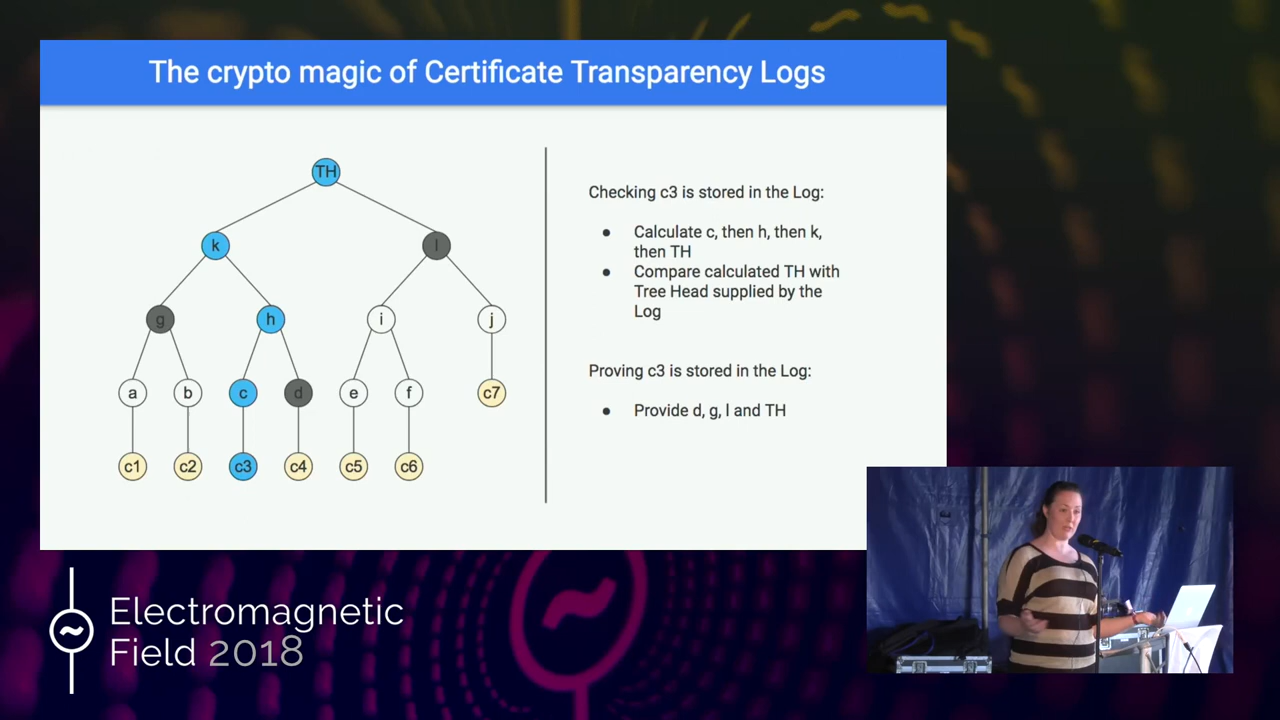 The crypto magic of Certificate Transparency Logs
TH
k
l
g
h
i
j
a
b
c
d
e
f
c7
c1
c2
c3
c4
c5
c6
Checking c3 is stored in the Log:
Calculate c, then h, then k,
then TH
Compare calculated TH with
Tree Head supplied by the
Log
Proving c3 is stored in the Log:
Provide d, g, l and TH
Electromagnetic
Field 2018